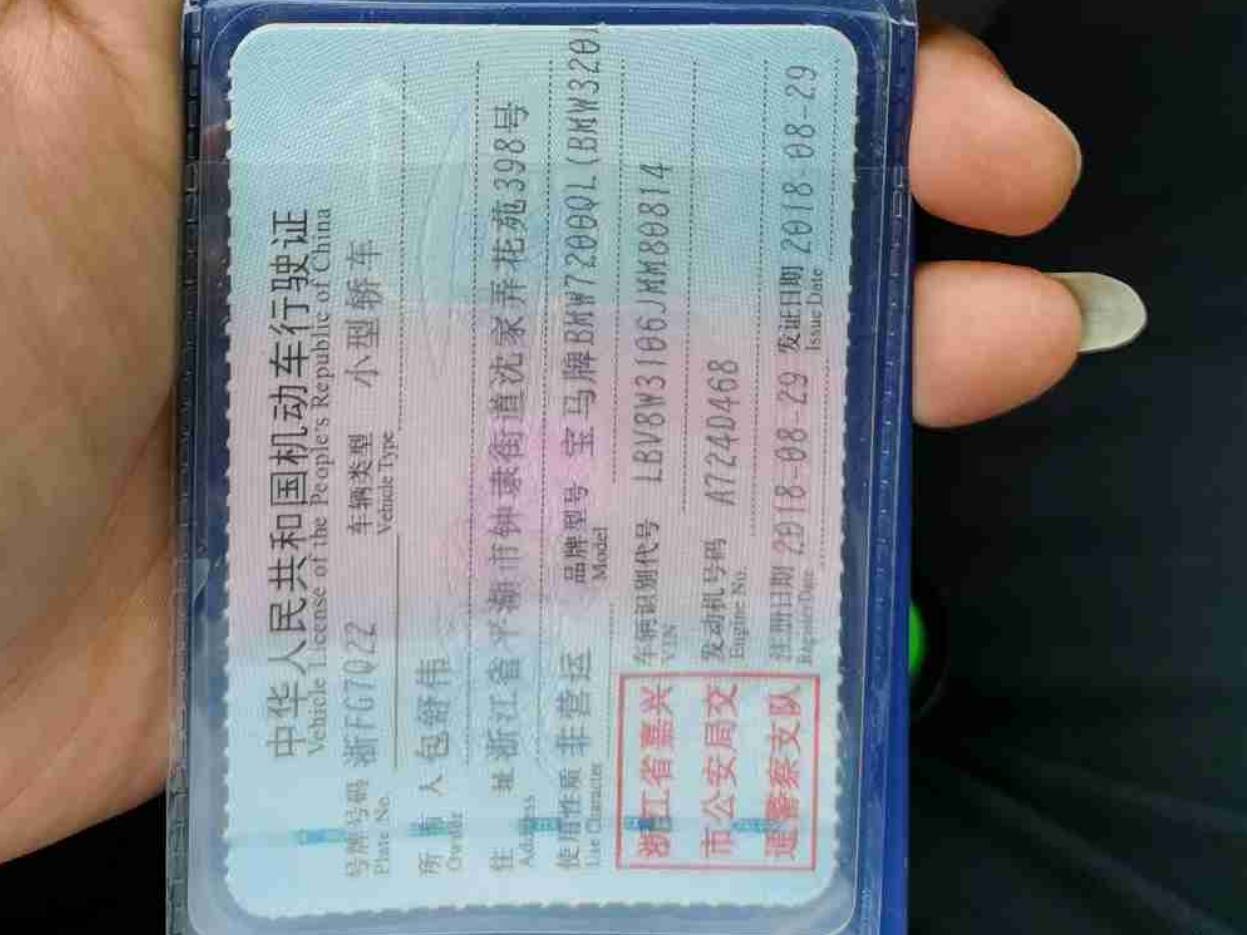 中华人民共和国机动车行驶证
Vehicle License of the People's Republic of China
号牌号码 浙FG7Q22 车辆类型 小型轿车
Plate No. Vehicle Type
所有人 包舒伟
Owner
住址 浙江省平湖市钟埭街道沈家弄花苑398号
Address
使用性质 非营运 品牌型号 宝马牌BMW7200QL(BMW320
Use Character Model
浙江省嘉兴
市公安局交
通警察支队
车辆识别代号 LBV8W3106JMM80814
VIN
发动机号码 A7240468
Engine No.
注册日期 2018-08-29 发证日期 2018-08-29
Register Date Issue Date